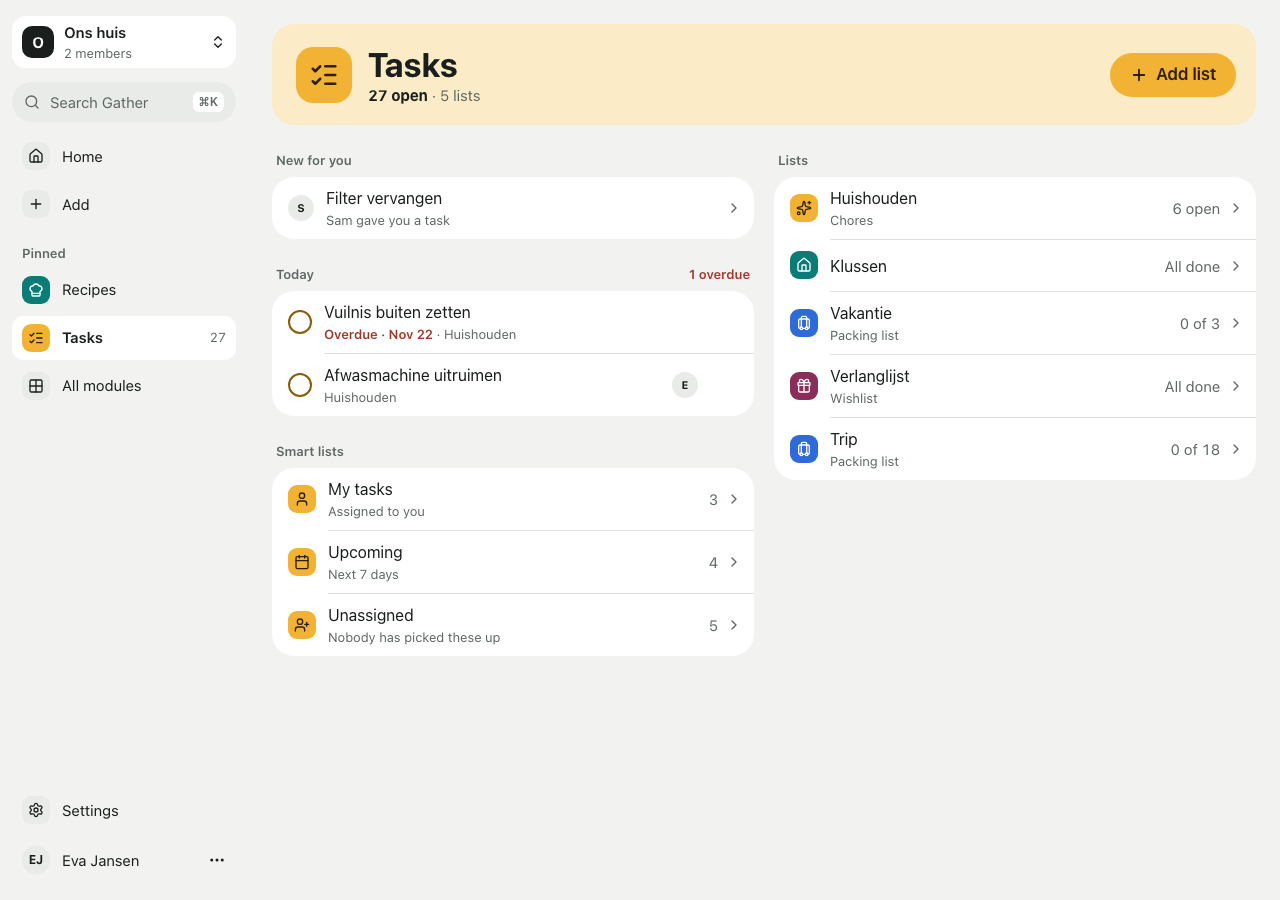 O
Ons huis
2 members
Search Gather
⌘K
Home
Add
Pinned
Recipes
Tasks
27
All modules
Settings
EJ
Eva Jansen
Tasks
27 open · 5 lists
Add list
New for you
S
Filter vervangen
Sam gave you a task
Today
1 overdue
Vuilnis buiten zetten
Overdue · Nov 22 · Huishouden
Afwasmachine uitruimen
Huishouden
E
Smart lists
My tasks
Assigned to you
3
Upcoming
Next 7 days
4
Unassigned
Nobody has picked these up
5
Lists
Huishouden
Chores
6 open
Klussen
All done
Vakantie
Packing list
0 of 3
Verlanglijst
Wishlist
All done
Trip
Packing list
0 of 18